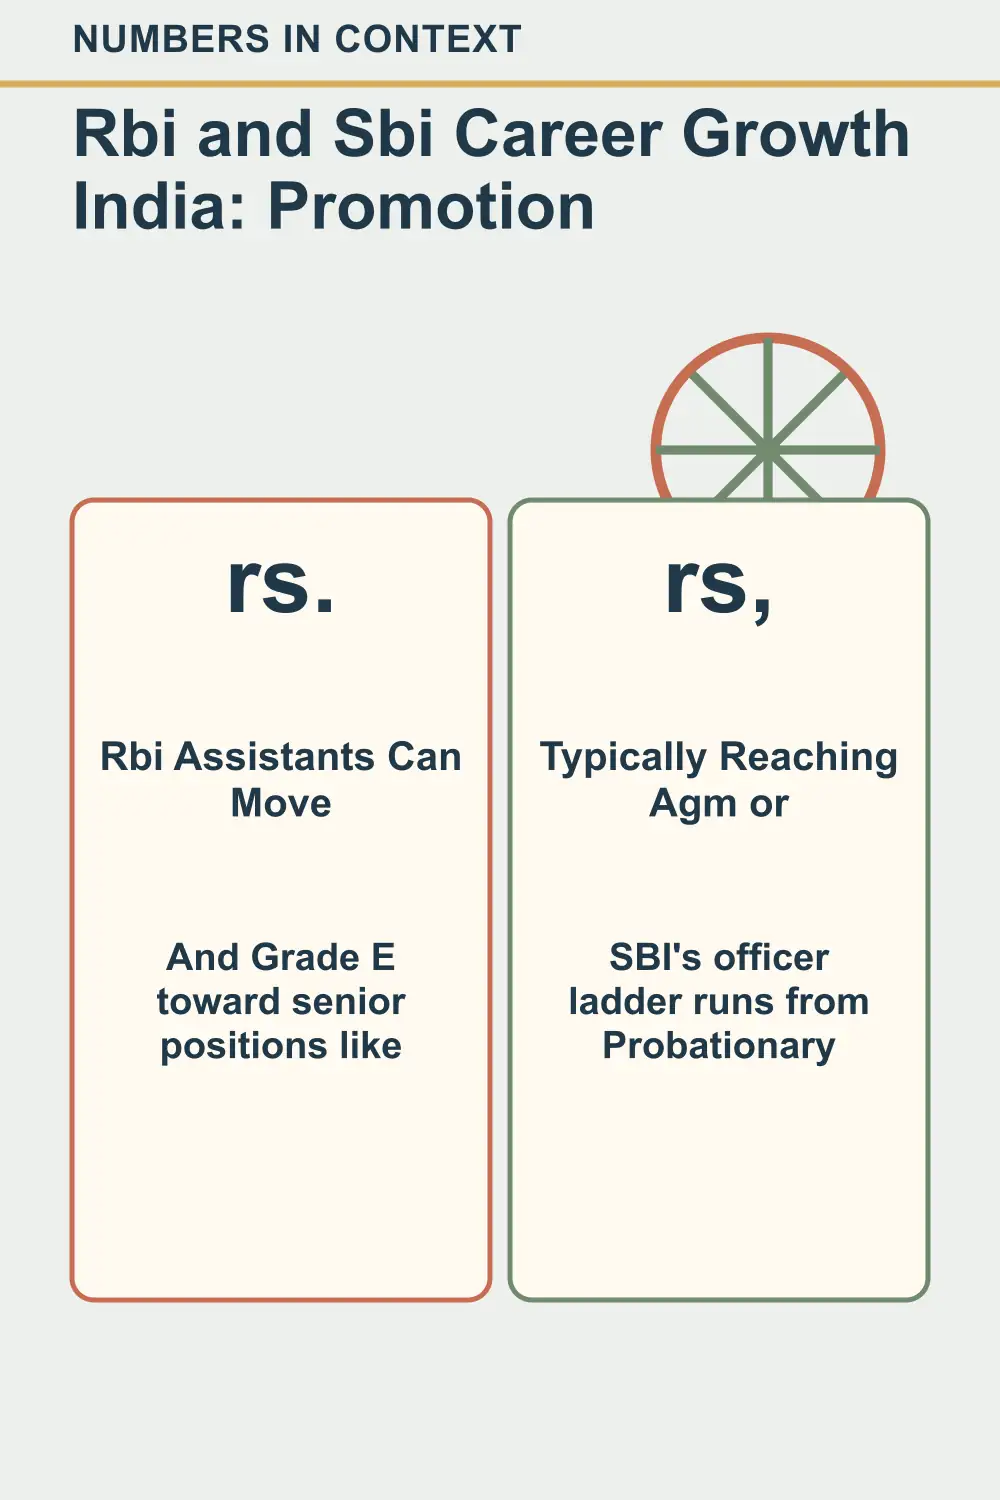 NUMBERS IN CONTEXT
Rbi and Sbi Career Growth
India: Promotion
rs.
Rbi Assistants Can
Move
And Grade E
toward senior
positions like
rs,
Typically Reaching
Agm or
SBI's officer
ladder runs from
Probationary